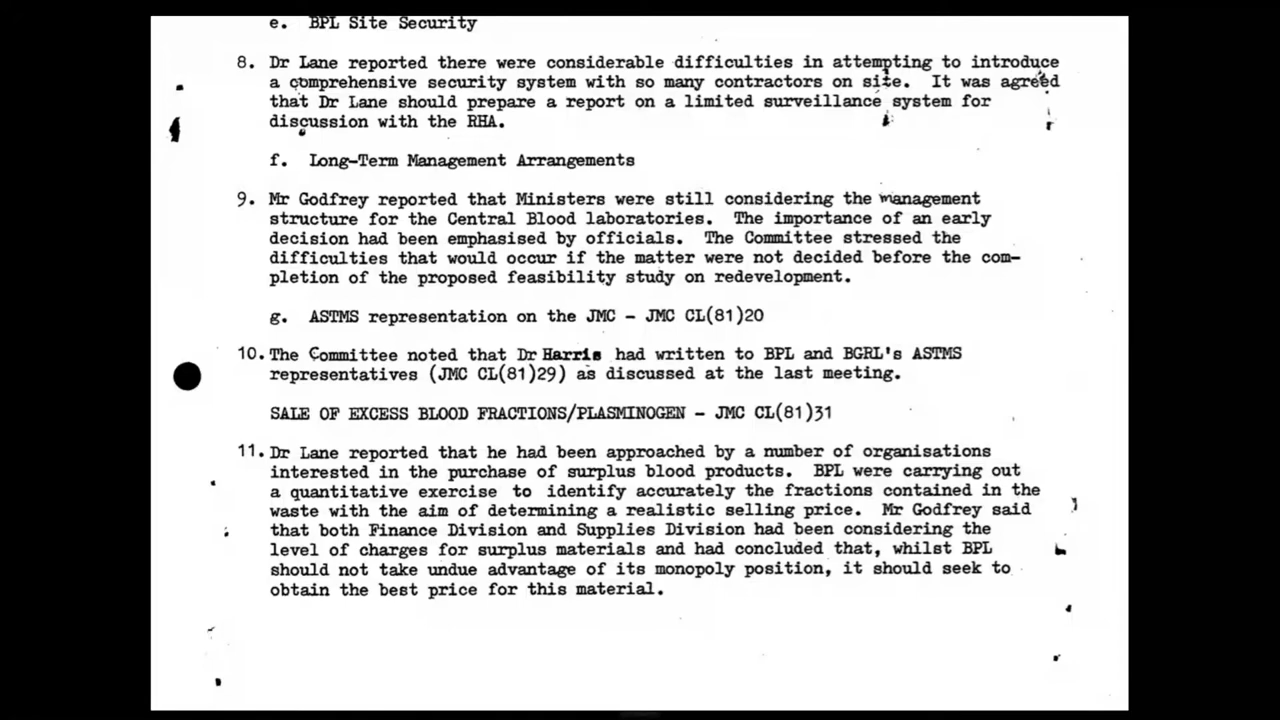 e. BPL Site Security
8. Dr Lane reported there were considerable difficulties in attempting to introduce
a comprehensive security system with so many contractors on site. It was agreed
that Dr Lane should prepare a report on a limited surveillance system for
discussion with the RHA.
f. Long-Term Management Arrangements
9. Mr Godfrey reported that Ministers were still considering the management
structure for the Central Blood laboratories. The importance of an early
decision had been emphasised by officials. The Committee stressed the
difficulties that would occur if the matter were not decided before the com-
pletion of the proposed feasibility study on redevelopment.
g. ASTMS representation on the JMC - JMC CL(81)20
10. The Committee noted that Dr Harris had written to BPL and BGRL's ASTMS
representatives (JMC CL(81)29) as discussed at the last meeting.
SALE OF EXCESS BLOOD FRACTIONS/PLASMINOGEN - JMC CL(81)31
11. Dr Lane reported that he had been approached by a number of organisations
interested in the purchase of surplus blood products. BPL were carrying out
a quantitative exercise to identify accurately the fractions contained in the
waste with the aim of determining a realistic selling price. Mr Godfrey said
that both Finance Division and Supplies Division had been considering the
level of charges for surplus materials and had concluded that, whilst BPL
should not take undue advantage of its monopoly position, it should seek to
obtain the best price for this material.